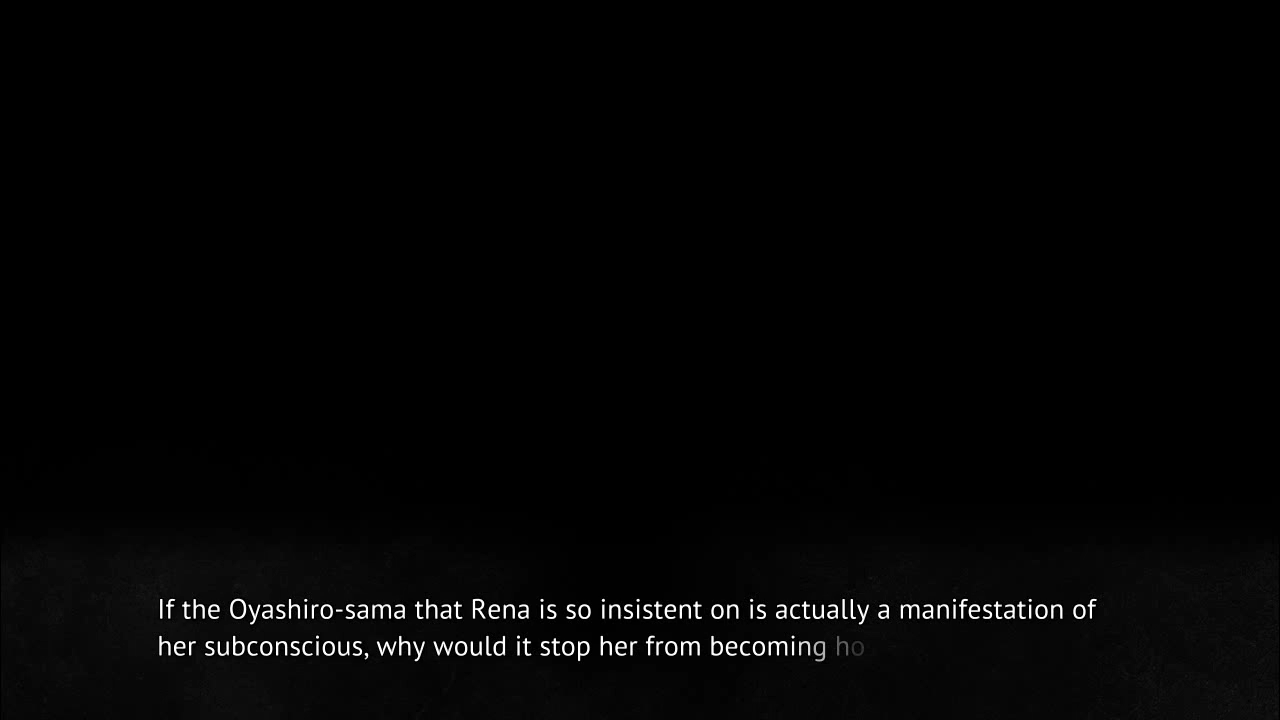 If the Oyashiro-sama that Rena is so insistent on is actually a manifestation of
her subconscious, why would it stop her from becoming ho